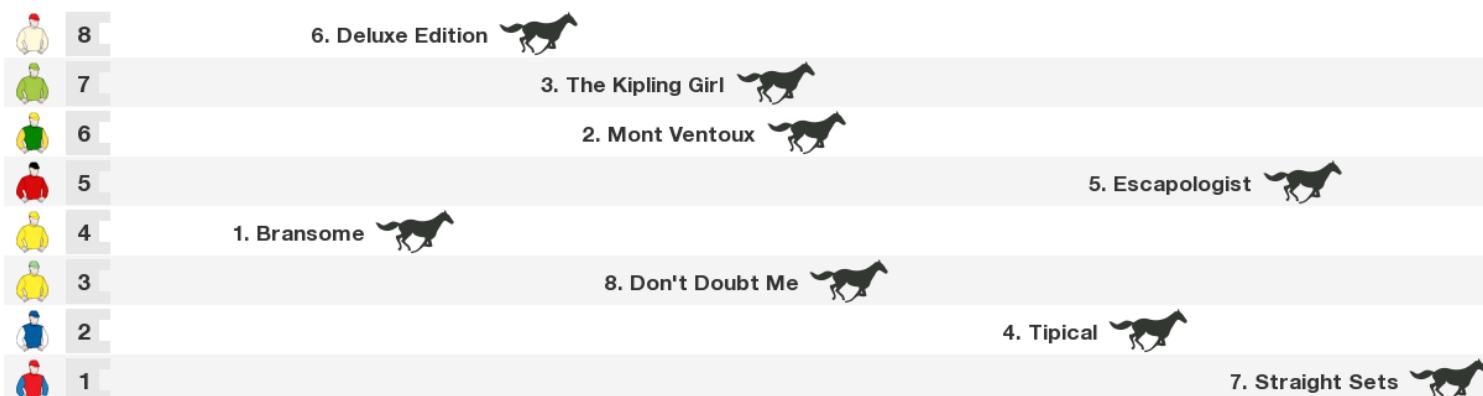 8 6. Deluxe Edition
7 3. The Kipling Girl
6 2. Mont Ventoux
5 5. Escapologist
4 1. Bransome
3 8. Don't Doubt Me
2 4. Tipical
1 7. Straight Sets